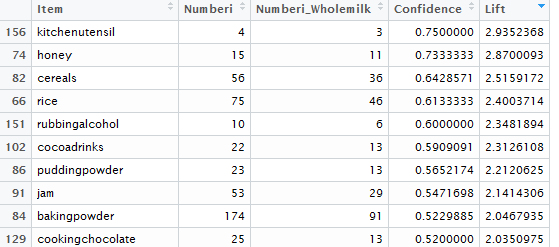 Item Numberi Numberi_Wholemilk Confidence Lift
156 kitchenutensil 4 3 0.7500000 2.9352368
74 honey 15 11 0.7333333 2.8700093
82 cereals 56 36 0.6428571 2.5159172
66 rice 75 46 0.6133333 2.4003714
151 rubbingalcohol 10 6 0.6000000 2.3481894
102 cocoadrinks 22 13 0.5909091 2.3126108
86 puddingpowder 23 13 0.5652174 2.2120625
91 jam 53 29 0.5471698 2.1414306
84 bakingpowder 174 91 0.5229885 2.0467935
129 cookingchocolate 25 13 0.5200000 2.0350975